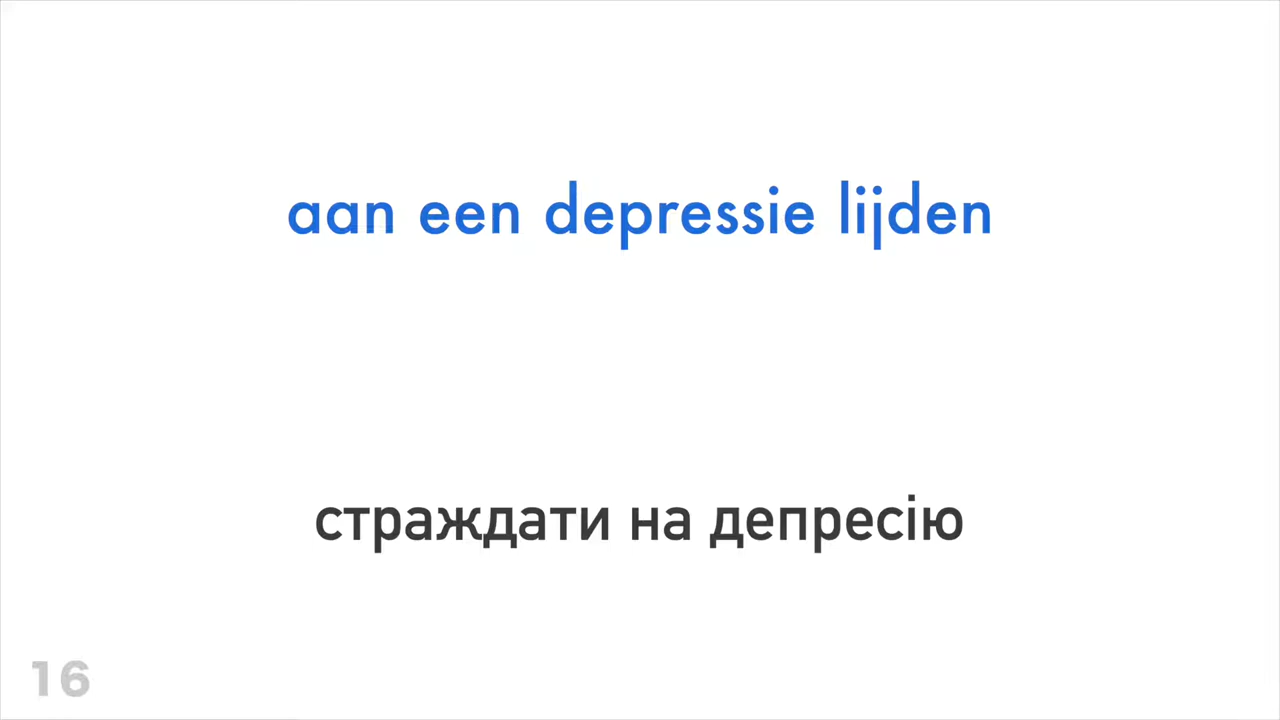 aan een depressie lijden
страждати на депресію
16